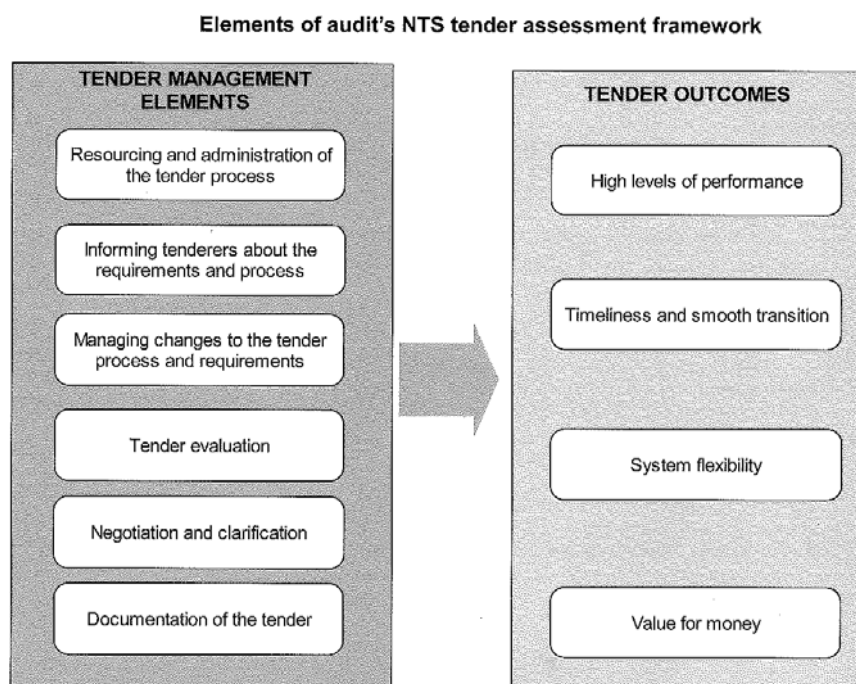 Elements of audit's NTS tender assessment framework
TENDER MANAGEMENT
ELEMENTS
Resourcing and administration of
the tender process
Informing tenderers about the
requirements and process
Managing changes to the tender
process and requirements
Tender evaluation
Negotiation and clarification
Documentation of the tender
TENDER OUTCOMES
High levels of performance
Timeliness and smooth transition
System flexibility
Value for money